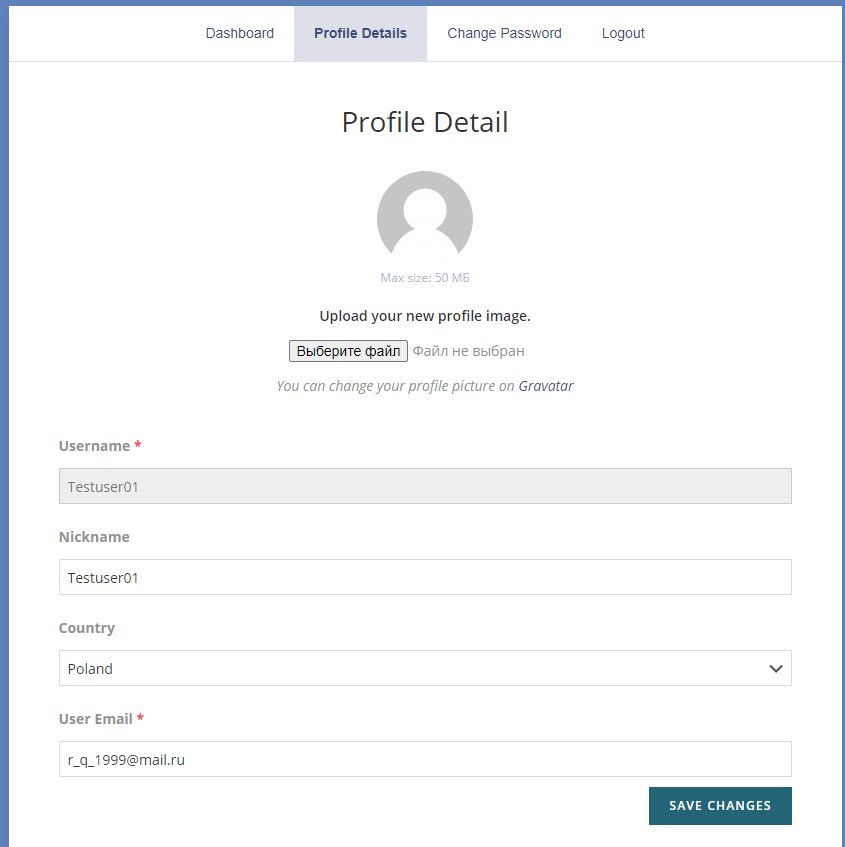 Dashboard Profile Details Change Password Logout
Profile Detail
Max size: 50 МБ
Upload your new profile image.
Выберите файл Файл не выбран
You can change your profile picture on Gravatar
Username *
Testuser01
Nickname
Testuser01
Country
Poland
User Email *
r_q_1999@mail.ru
SAVE CHANGES